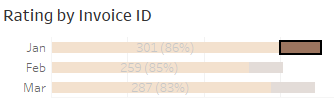 Rating by Invoice ID
Jan 301 (86%)
Feb 259 (85%)
Mar 287 (83%)